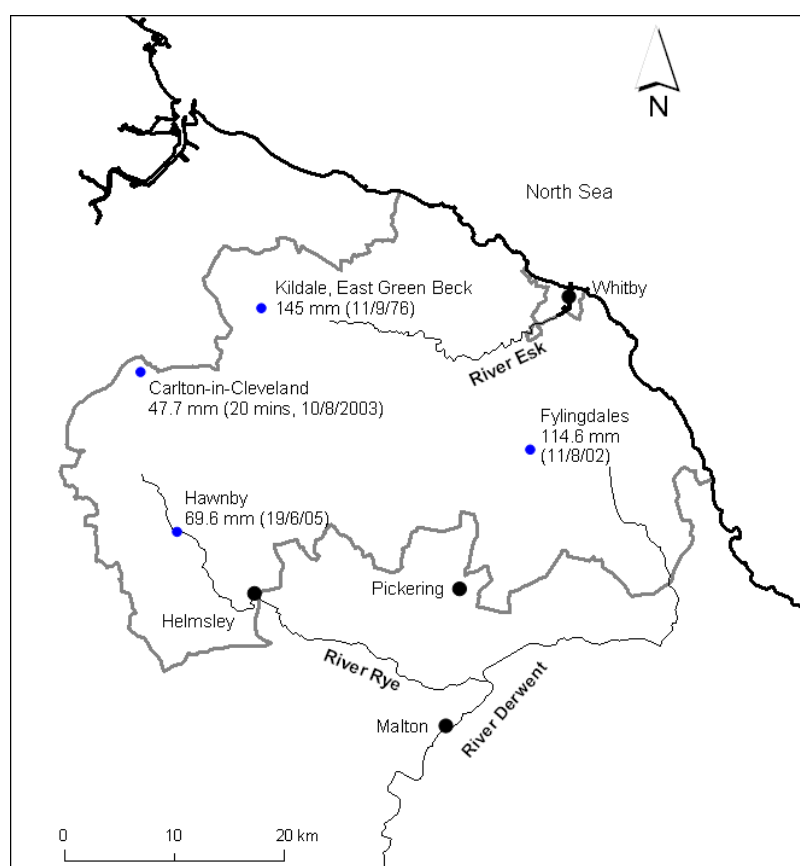 N
North Sea
Kildale, East Green Beck
145 mm (11/9/76)
Whitby
River Esk
Carlton-in-Cleveland
47.7 mm (20 mins, 10/8/2003)
Fylingdales
114.6 mm
(11/8/02)
Hawnby
69.6 mm (19/6/05)
Pickering
Helmsley
River Rye
River Derwent
Malton
0 10 20 km